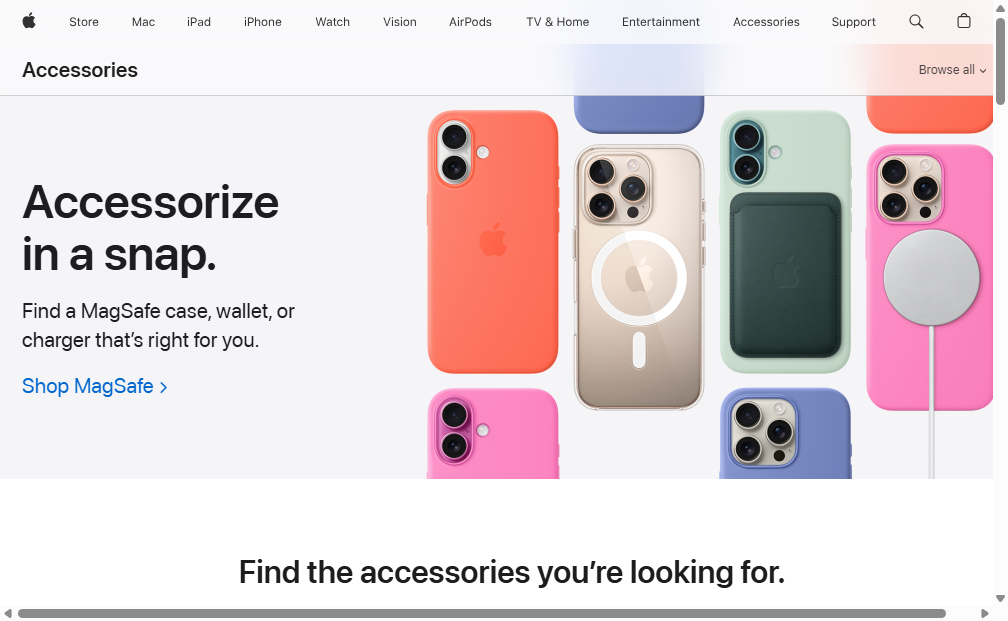 Store Mac iPad iPhone Watch Vision AirPods TV & Home Entertainment Accessories Support
Accessories
Browse all
Accessorize
in a snap.
Find a MagSafe case, wallet, or
charger that’s right for you.
Shop MagSafe
Find the accessories you’re looking for.